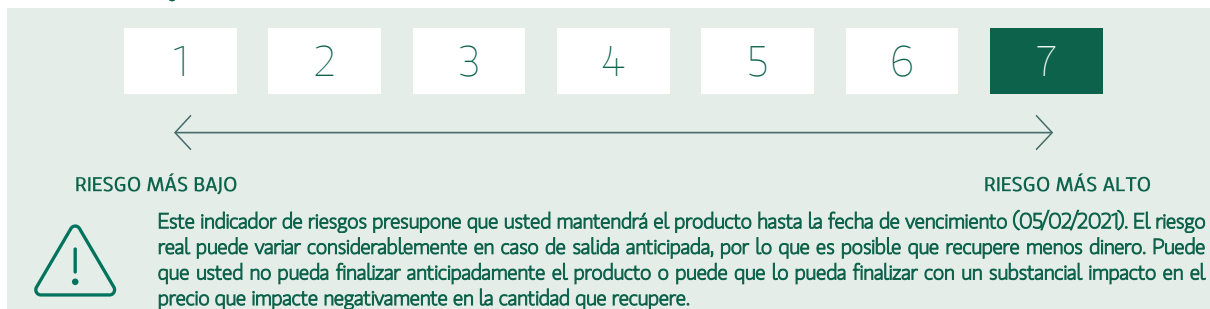 1 2 3 4 5 6 7
RIESGO MÁS BAJO RIESGO MÁS ALTO
Este indicador de riesgos presupone que usted mantendrá el producto hasta la fecha de vencimiento (05/02/2021). El riesgo
real puede variar considerablemente en caso de salida anticipada, por lo que es posible que recupere menos dinero. Puede
que usted no pueda finalizar anticipadamente el producto o puede que lo pueda finalizar con un substancial impacto en el
precio que impacte negativamente en la cantidad que recupere.